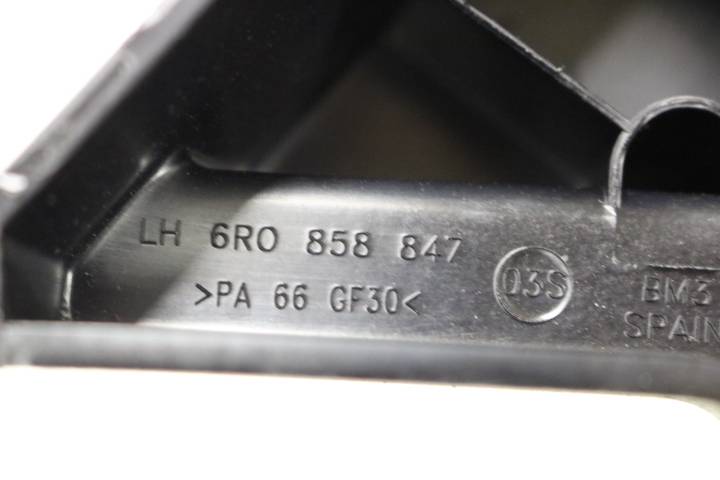 LH 6R0 858 847
>PA 66 GF30<
03S
BM3
SPAIN